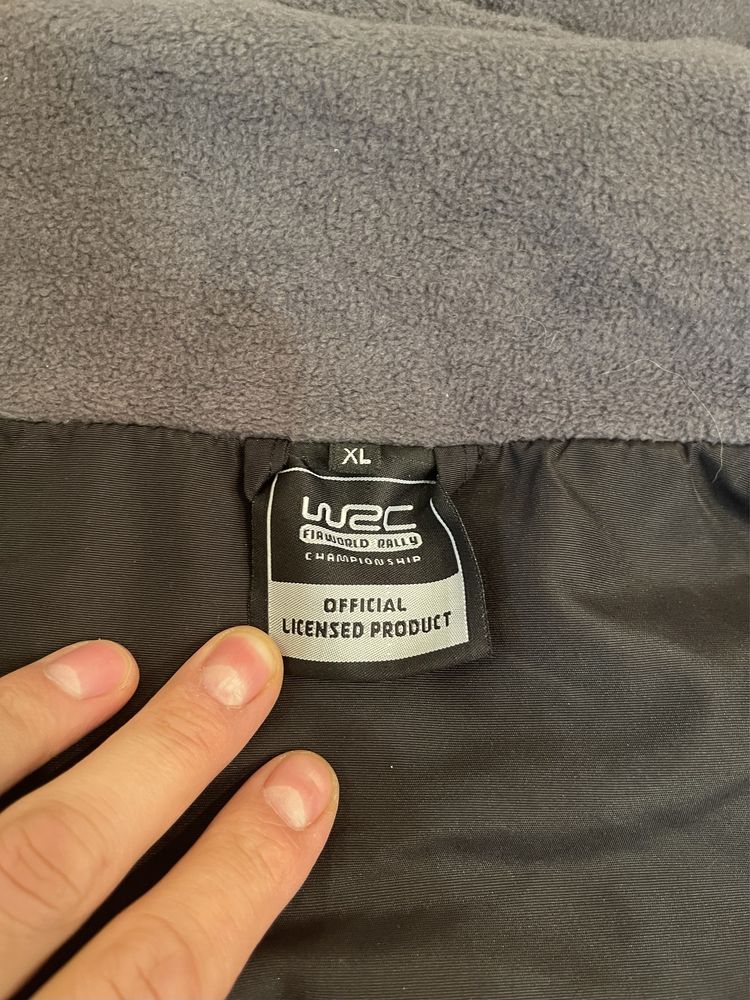 XL
WRC
FIA WORLD RALLY
CHAMPIONSHIP
OFFICIAL
LICENSED PRODUCT